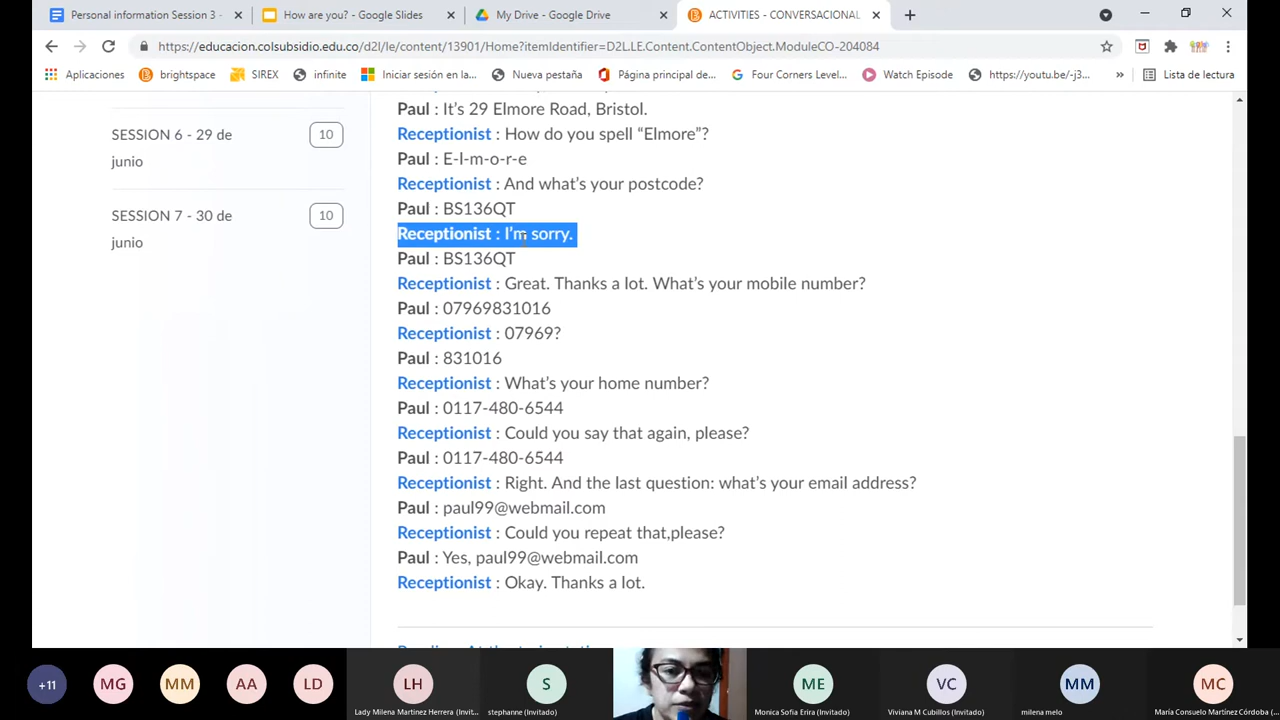 Personal information Session 3 -
How are you? - Google Slides
My Drive - Google Drive
ACTIVITIES - CONVERSACIONAL
https://educacion.colsubsidio.edu.co/d2l/le/content/13901/Home?itemIdentifier=D2L.LE.Content.ContentObject.ModuleCO-204084
Aplicaciones
brightspace
SIREX
infinite
Iniciar sesión en la...
Nueva pestaña
Página principal de...
Four Corners Level...
Watch Episode
https://youtu.be/-j3...
»
Lista de lectura
SESSION 6 - 29 de
junio
10
SESSION 7 - 30 de
junio
10
Paul : It's 29 Elmore Road, Bristol.
Receptionist : How do you spell “Elmore”?
Paul : E-l-m-o-r-e
Receptionist : And what’s your postcode?
Paul : BS136QT
Receptionist : I’m sorry.
Paul : BS136QT
Receptionist : Great. Thanks a lot. What’s your mobile number?
Paul : 07969831016
Receptionist : 07969?
Paul : 831016
Receptionist : What’s your home number?
Paul : 0117-480-6544
Receptionist : Could you say that again, please?
Paul : 0117-480-6544
Receptionist : Right. And the last question: what’s your email address?
Paul : paul99@webmail.com
Receptionist : Could you repeat that,please?
Paul : Yes, paul99@webmail.com
Receptionist : Okay. Thanks a lot.
+11
MG
MM
AA
LD
LH
Lady Milena Martinez Herrera (Invit...
S
stephanne (Invitado)
ME
Monica Sofia Erira (Invitado)
VC
Viviana M Cubillos (Invitado)
MM
milena melo
MC
María Consuelo Martínez Córdoba (...